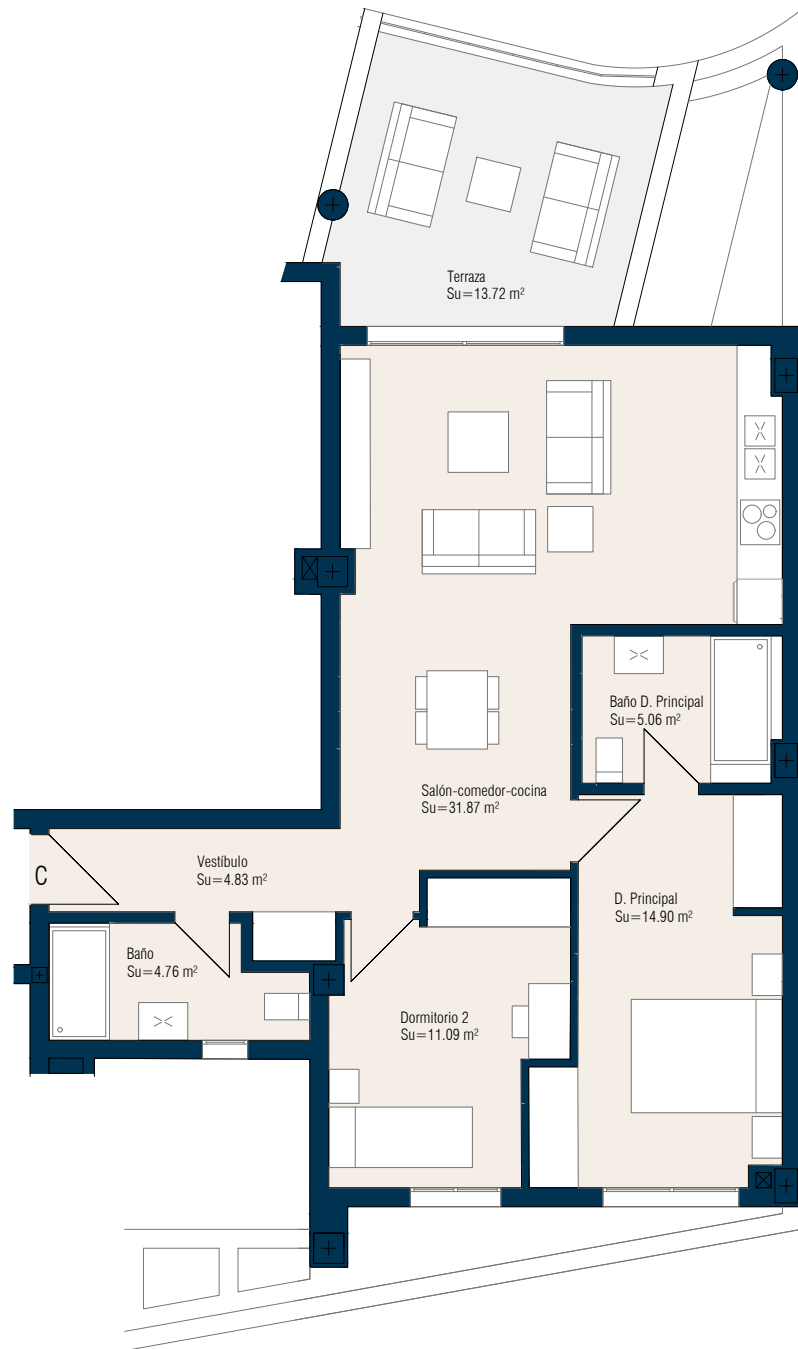 Terraza
Su=13.72 m²
Baño D. Principal
Su=5.06 m²
Salón-comedor-cocina
Su=31.87 m²
Vestíbulo
Su=4.83 m²
C
D. Principal
Su=14.90 m²
Baño
Su=4.76 m²
Dormitorio 2
Su=11.09 m²